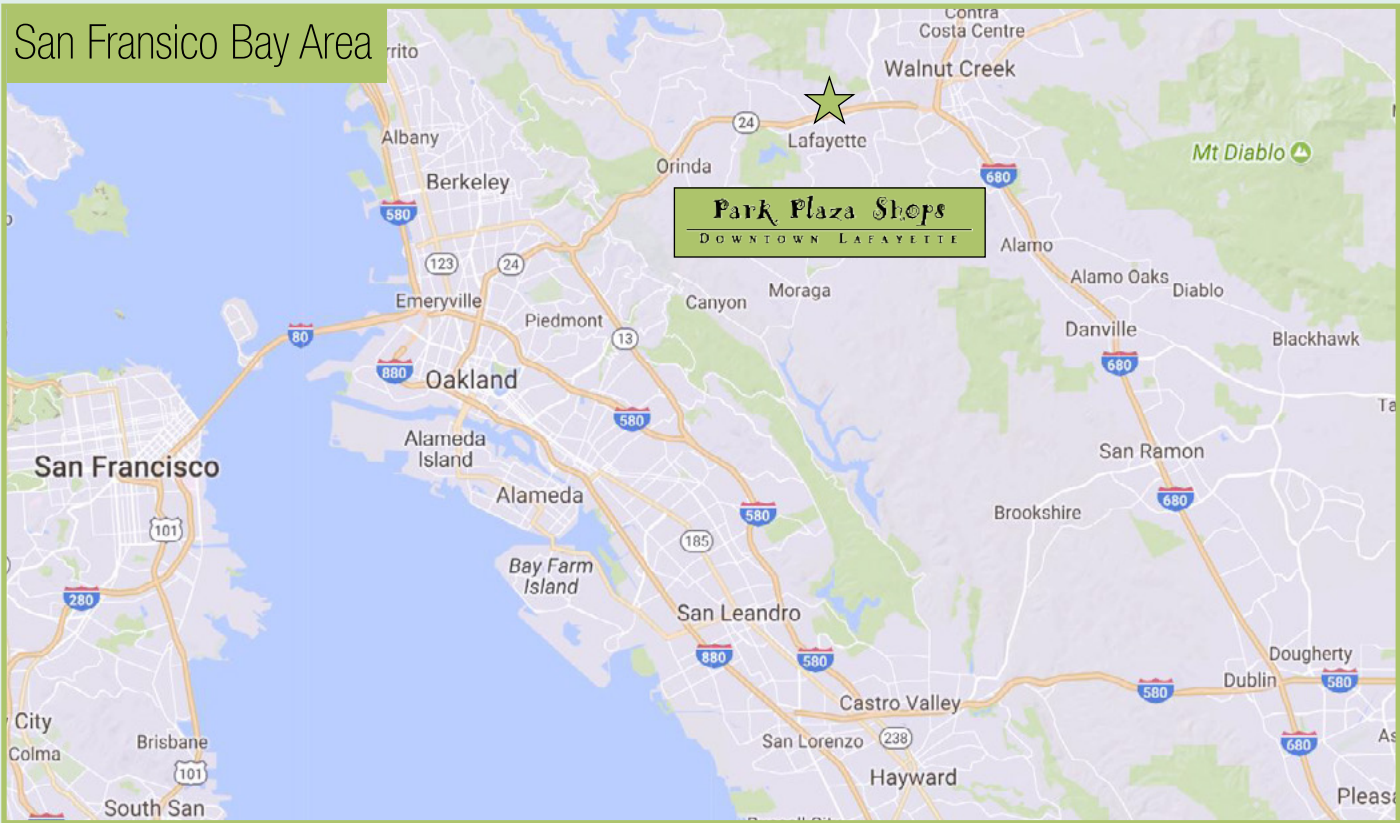 San Fransico Bay Area
Contra
Costa Centre
Walnut Creek
rrito
24
Lafayette
Albany
Mt Diablo
Orinda
Berkeley
680
580
Park Plaza Shops
Downtown Lafayette
Alamo
123
24
Alamo Oaks
Diablo
Canyon
Moraga
Emeryville
Piedmont
80
13
Danville
Blackhawk
680
880
Oakland
580
Ta
Alameda
Island
San Ramon
San Francisco
Alameda
680
580
Brookshire
101
185
Bay Farm
Island
280
San Leandro
880
580
Dougherty
Dublin
580
580
Castro Valley
City
Brisbane
San Lorenzo
238
As
680
Colma
101
Hayward
Pleasa
South San